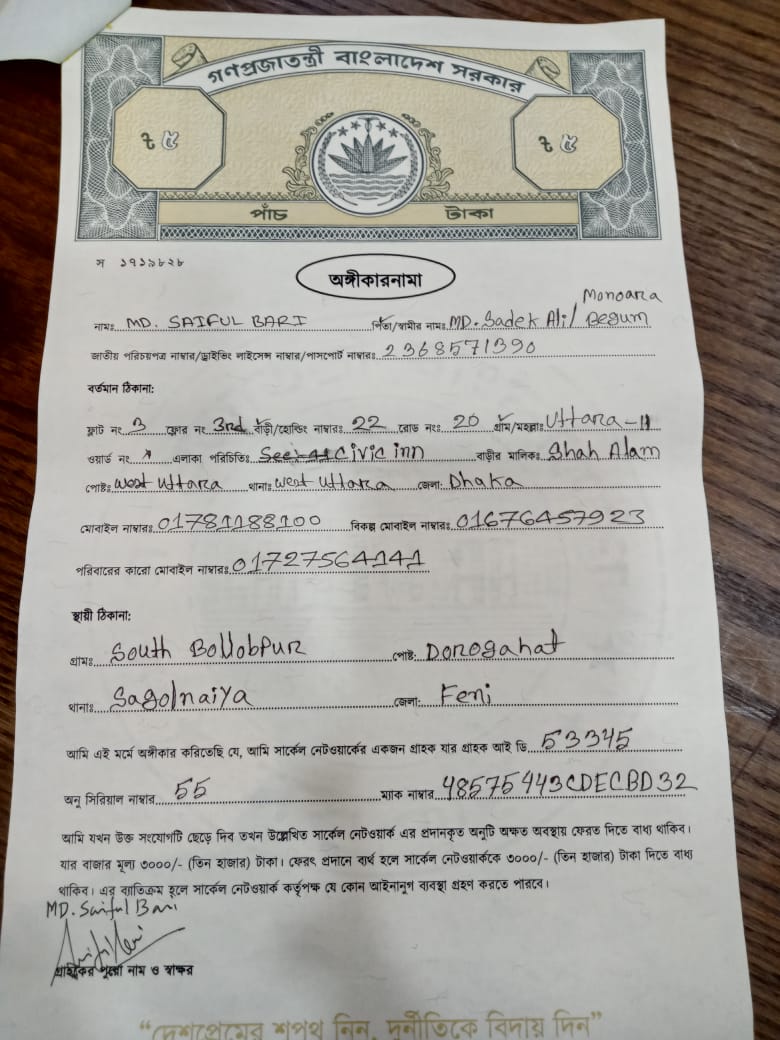 গণপ্রজাতন্ত্রী বাংলাদেশ সরকার
৳ ৫ ৳ ৫
পাঁচ টাকা
স ১৭১৯৮২৮
অঙ্গীকারনামা
নামঃ MD. SAIFUL BARI পিতা/স্বামীর নামঃ MD. Sadek Ali/ Monoara Begum
জাতীয় পরিচয়পত্র নাম্বার/ড্রাইভিং লাইসেন্স নাম্বার/পাসপোর্ট নাম্বারঃ 2368571390
বর্তমান ঠিকানা:
ফ্লাট নং 3 ফ্লোর নং 3rd বাড়ী/হোল্ডিং নাম্বারঃ 22 রোড নংঃ 20 গ্রাম/মহল্লাঃ Uttara-11
ওয়ার্ড নং এলাকা পরিচিতিঃ Civic inn বাড়ীর মালিকঃ Shah Alam
পোষ্টঃ West Uttara থানাঃ West Uttara জেলা: Dhaka
মোবাইল নাম্বারঃ 01781188100 বিকল্প মোবাইল নাম্বারঃ 01676457923
পরিবারের কারো মোবাইল নাম্বারঃ 01727564141
স্থায়ী ঠিকানা:
গ্রামঃ South Bollobpur পোষ্ট: Dorogahat
থানাঃ Sagolnaiya জেলা: Feni
আমি এই মর্মে অঙ্গীকার করিতেছি যে, আমি সার্কেল নেটওয়ার্কের একজন গ্রাহক যার গ্রাহক আই ডি 53345
অনু সিরিয়াল নাম্বার 55 ম্যাক নাম্বার 48575443CDECBD32
আমি যখন উক্ত সংযোগটি ছেড়ে দিব তখন উল্লেখিত সার্কেল নেটওয়ার্ক এর প্রদানকৃত অনুটি অক্ষত অবস্থায় ফেরত দিতে বাধ্য থাকিব।
যার বাজার মূল্য ৩০০০/- (তিন হাজার) টাকা। ফেরৎ প্রদানে ব্যর্থ হলে সার্কেল নেটওয়ার্ককে ৩০০০/- (তিন হাজার) টাকা দিতে বাধ্য
থাকিব। এর ব্যতিক্রম হলে সার্কেল নেটওয়ার্ক কর্তৃপক্ষ যে কোন আইনানুগ ব্যবস্থা গ্রহণ করতে পারবে।
MD. Saiful Bari
গ্রাহকের পুরো নাম ও স্বাক্ষর
“দেশপ্রেমের শপথ নিন, দুর্নীতিকে বিদায় দিন”